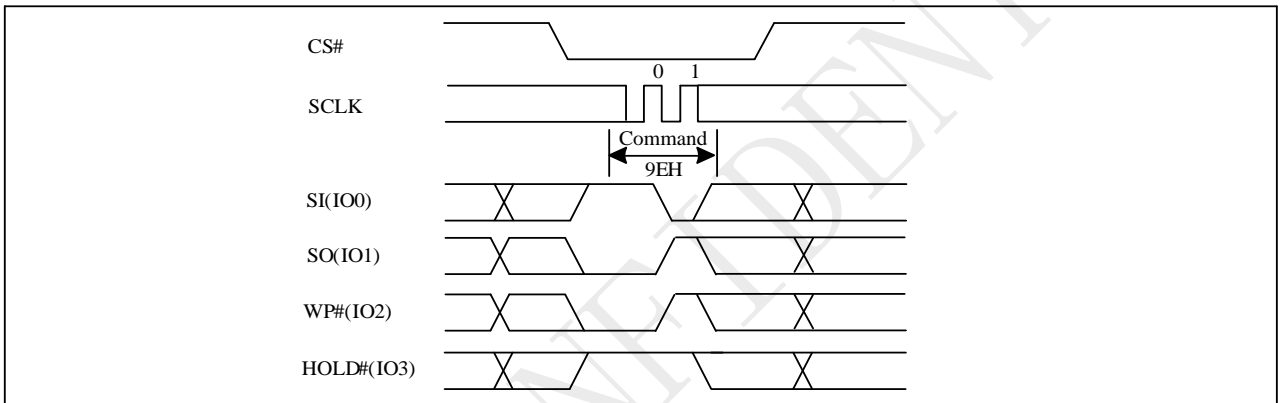 CS#
0 1
SCLK
Command
9EH
SI(IO0)
SO(IO1)
WP#(IO2)
HOLD#(IO3)